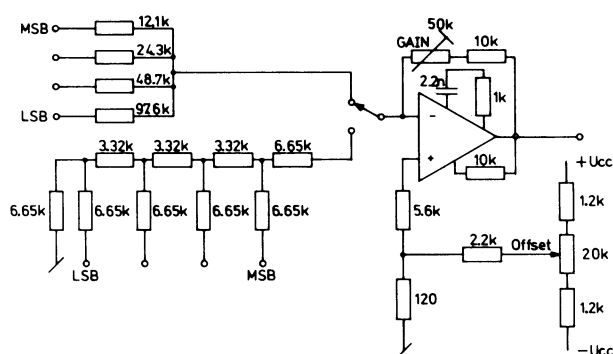 MSB 12.1k
24.3k
48.7k
LSB 97.6k
50k
GAIN 10k
2.2n
1k
10k
3.32k 3.32k 3.32k 6.65k
6.65k 6.65k 6.65k 6.65k 6.65k
LSB MSB
− +
5.6k
2.2k Offset
120
+Ucc
1.2k
20k
1.2k
−Ucc